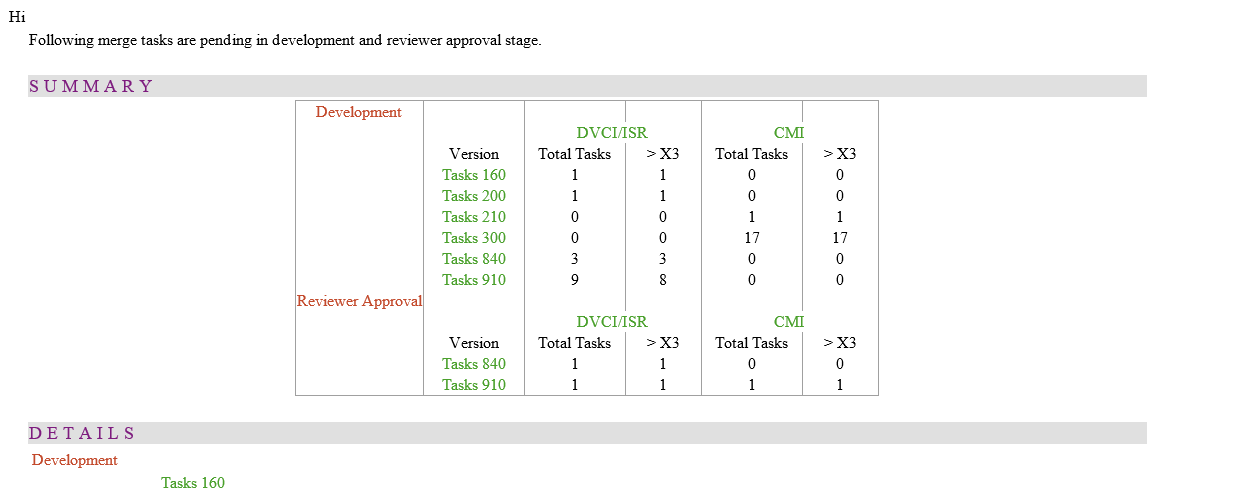 Hi
Following merge tasks are pending in development and reviewer approval stage.
S U M M A R Y
Development
DVCI/ISR CMI
Version Total Tasks > X3 Total Tasks > X3
Tasks 160 1 1 0 0
Tasks 200 1 1 0 0
Tasks 210 0 0 1 1
Tasks 300 0 0 17 17
Tasks 840 3 3 0 0
Tasks 910 9 8 0 0
Reviewer Approval
DVCI/ISR CMI
Version Total Tasks > X3 Total Tasks > X3
Tasks 840 1 1 0 0
Tasks 910 1 1 1 1
D E T A I L S
Development
Tasks 160